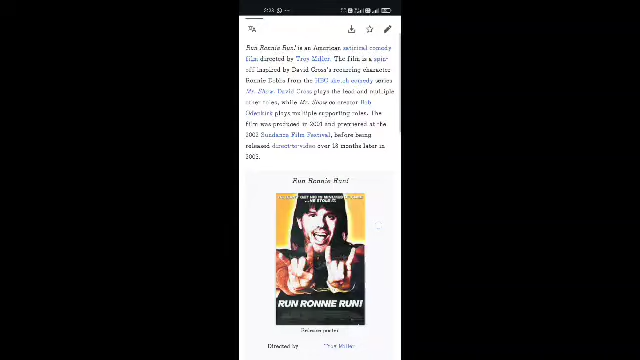 Run Ronnie Run! is an American satirical comedy
film directed by Troy Miller. The film is a spin-
off inspired by David Cross's recurring character
Ronnie Dobbs from the HBO sketch comedy series
Mr. Show. David Cross plays the lead and multiple
other roles, while Mr. Show co-creator Bob
Odenkirk plays multiple supporting roles. The
film was produced in 2001 and premiered at the
2002 Sundance Film Festival, before being
released direct-to-video over 18 months later in
2003.
Run Ronnie Run!
...HE STOLE IT!
RUN RONNIE RUN!
Release poster
Directed by Troy Miller